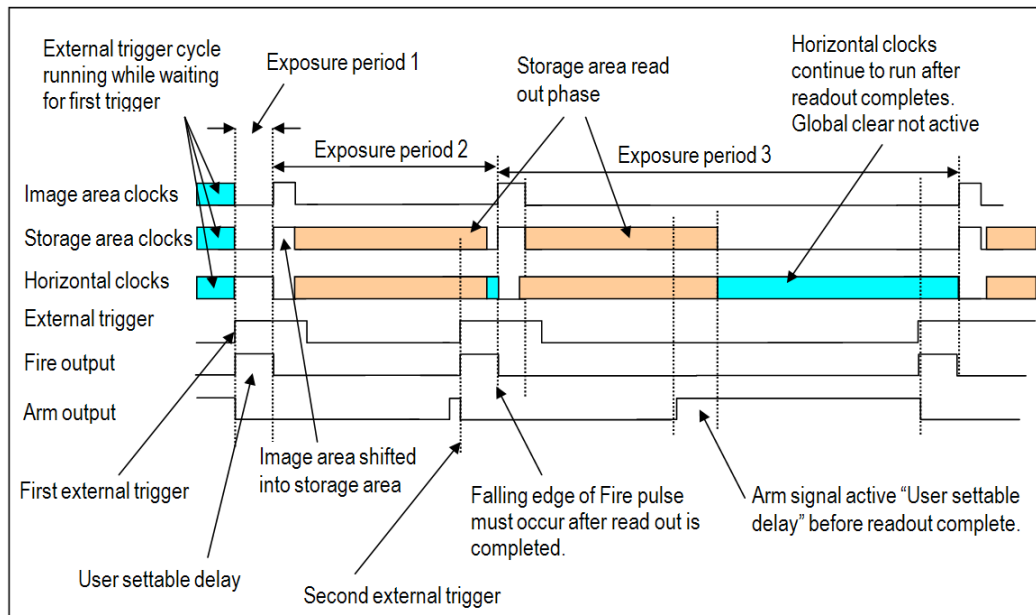 External trigger cycle
running while waiting
for first trigger
Exposure period 1
Storage area read
out phase
Horizontal clocks
continue to run after
readout completes.
Global clear not active
Exposure period 2
Exposure period 3
Image area clocks
Storage area clocks
Horizontal clocks
External trigger
Fire output
Arm output
First external trigger
Image area shifted
into storage area
User settable delay
Second external trigger
Falling edge of Fire pulse
must occur after read out is
completed.
Arm signal active “User settable
delay” before readout complete.